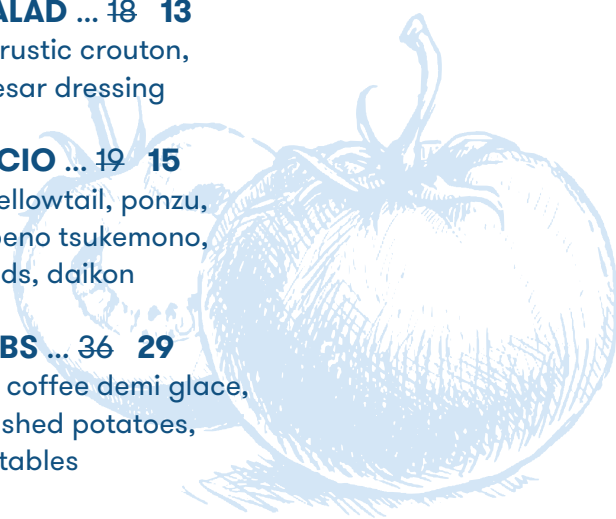 ALAD ... 18 13
rustic crouton,
esar dressing
CIO ... 19 15
ellowtail, ponzu,
peno tsukemono,
ds, daikon
BS ... 36 29
coffee demi glace,
shed potatoes,
tables